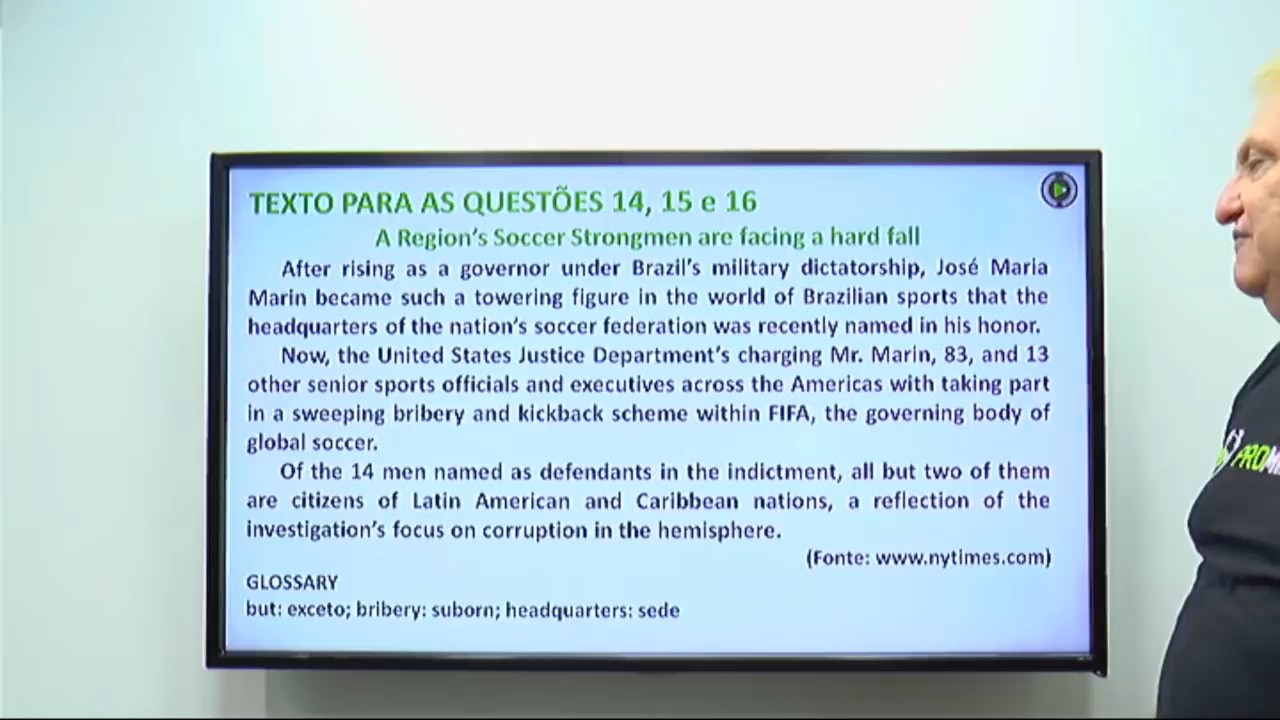 TEXTO PARA AS QUESTÕES 14, 15 e 16
A Region's Soccer Strongmen are facing a hard fall
After rising as a governor under Brazil's military dictatorship, José Maria
Marin became such a towering figure in the world of Brazilian sports that the
headquarters of the nation's soccer federation was recently named in his honor.
Now, the United States Justice Department's charging Mr. Marin, 83, and 13
other senior sports officials and executives across the Americas with taking part
in a sweeping bribery and kickback scheme within FIFA, the governing body of
global soccer.
Of the 14 men named as defendants in the indictment, all but two of them
are citizens of Latin American and Caribbean nations, a reflection of the
investigation's focus on corruption in the hemisphere.
(Fonte: www.nytimes.com)
GLOSSARY
but: exceto; bribery: suborn; headquarters: sede